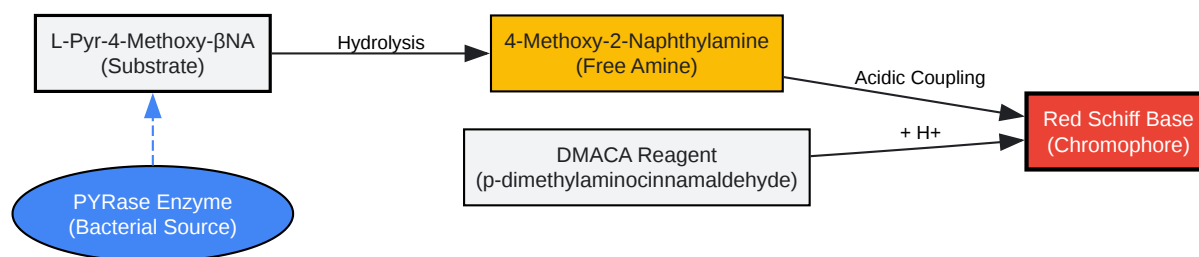 L-Pyr-4-Methoxy-βNA
(Substrate)
Hydrolysis
4-Methoxy-2-Naphthylamine
(Free Amine)
Acidic Coupling
Red Schiff Base
(Chromophore)
+ H+
DMACA Reagent
(p-dimethylaminocinnamaldehyde)
PYRase Enzyme
(Bacterial Source)